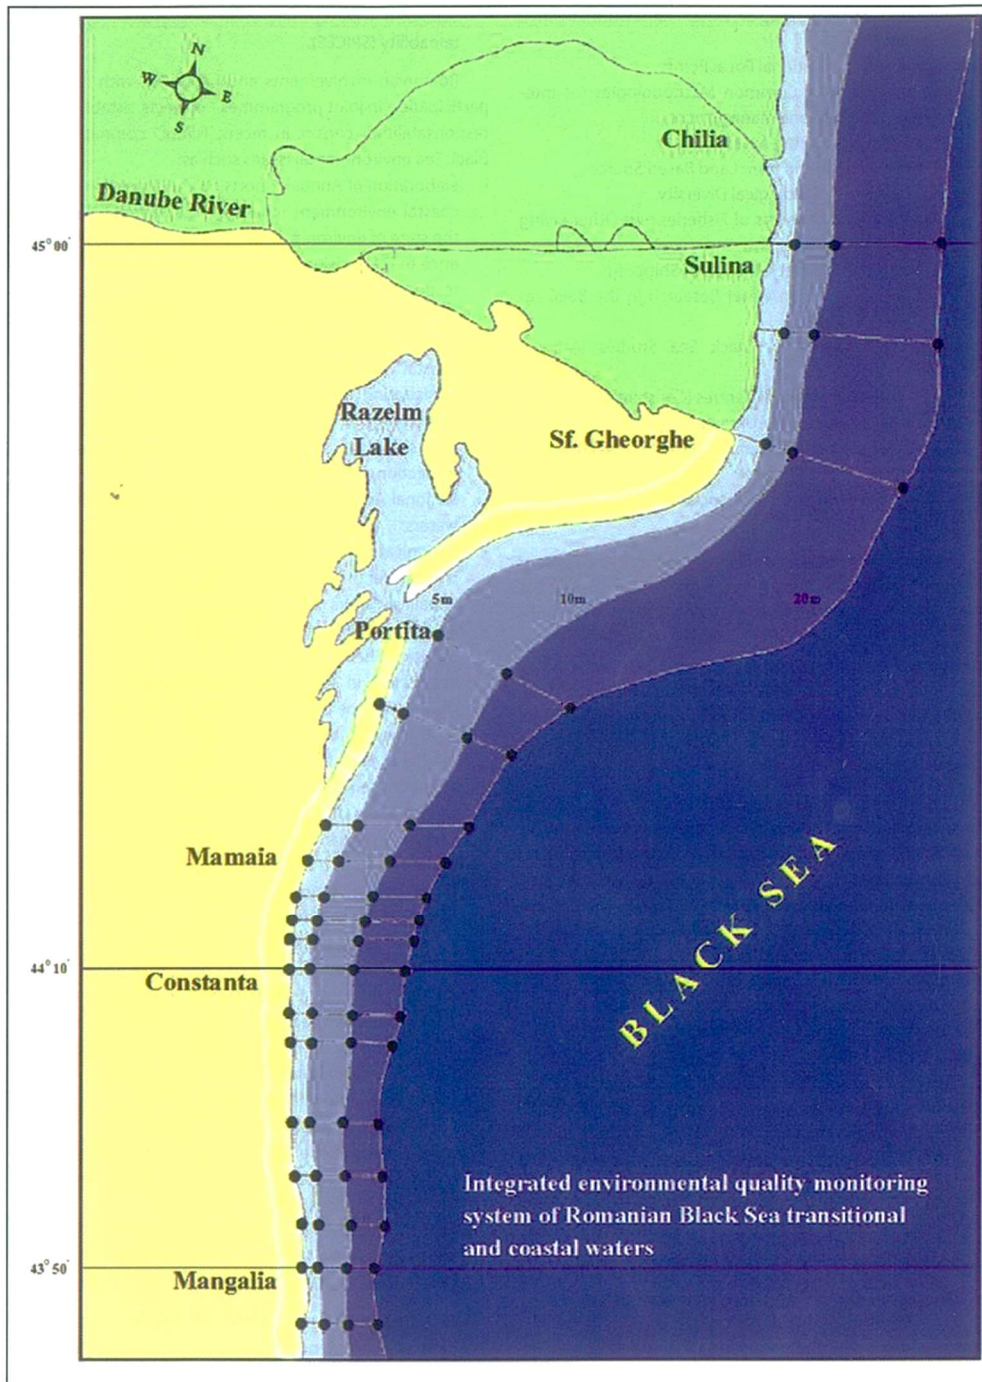 N
W
E
S
Chilia
Danube River
45° 00'
Sulina
Razelm
Lake
Sf. Gheorghe
5m
10m
20m
Portita
Mamaia
BLACK SEA
44° 10'
Constanta
Integrated environmental quality monitoring
system of Romanian Black Sea transitional
and coastal waters
43° 50'
Mangalia